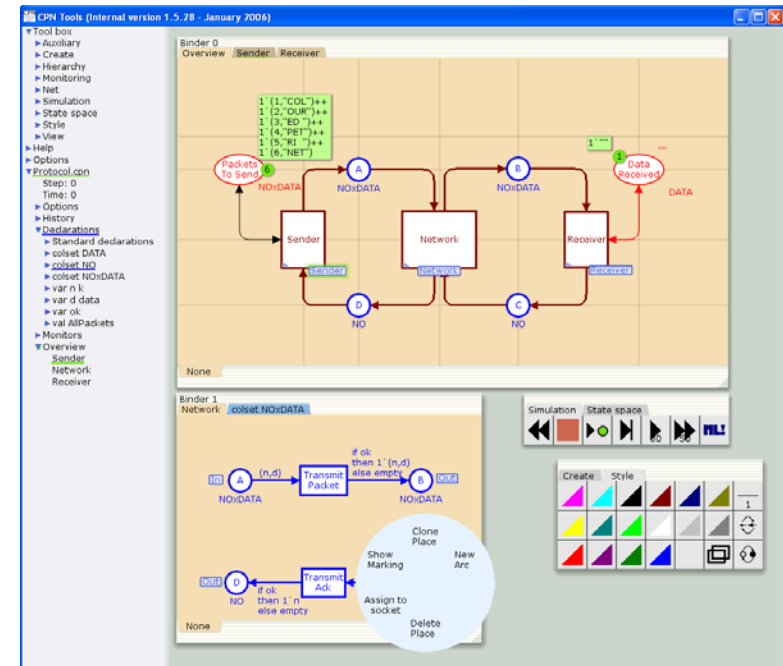 CPN Tools (Internal version 1.5.28 - January 2006)
Tool box
Auxiliary
Create
Hierarchy
Monitoring
Net
Simulation
State space
Style
View
Help
Options
Protocol.cpn
Step: 0
Time: 0
Options
History
Declarations
Standard declarations
colset DATA
colset NO
colset NOxDATA
var n k
var d data
var ok
val AllPackets
Monitors
Overview
Sender
Network
Receiver
Binder 0
Overview Sender Receiver
1`(1,"COL")++
1`(2,"OUR")++
1`(3,"ED ")++
1`(4,"PET")++
1`(5,"RI ")++
1`(6,"NET")
Packets
To Send
6
NOxDATA
A
NOxDATA
B
NOxDATA
1`""
1
""
Data
Received
DATA
Sender
Sender
Network
Network
Receiver
Receiver
D
NO
C
NO
None
Binder 1
Network colset NOxDATA
In
A
NOxDATA
(n,d)
Transmit
Packet
if ok
then 1`(n,d)
else empty
B
Out
NOxDATA
Out
D
NO
if ok
then 1`n
else empty
Transmit
Ack
Clone
Place
Show
Marking
New
Arc
Assign to
socket
Delete
Place
None
Simulation State space
50
ML!
Create Style
1